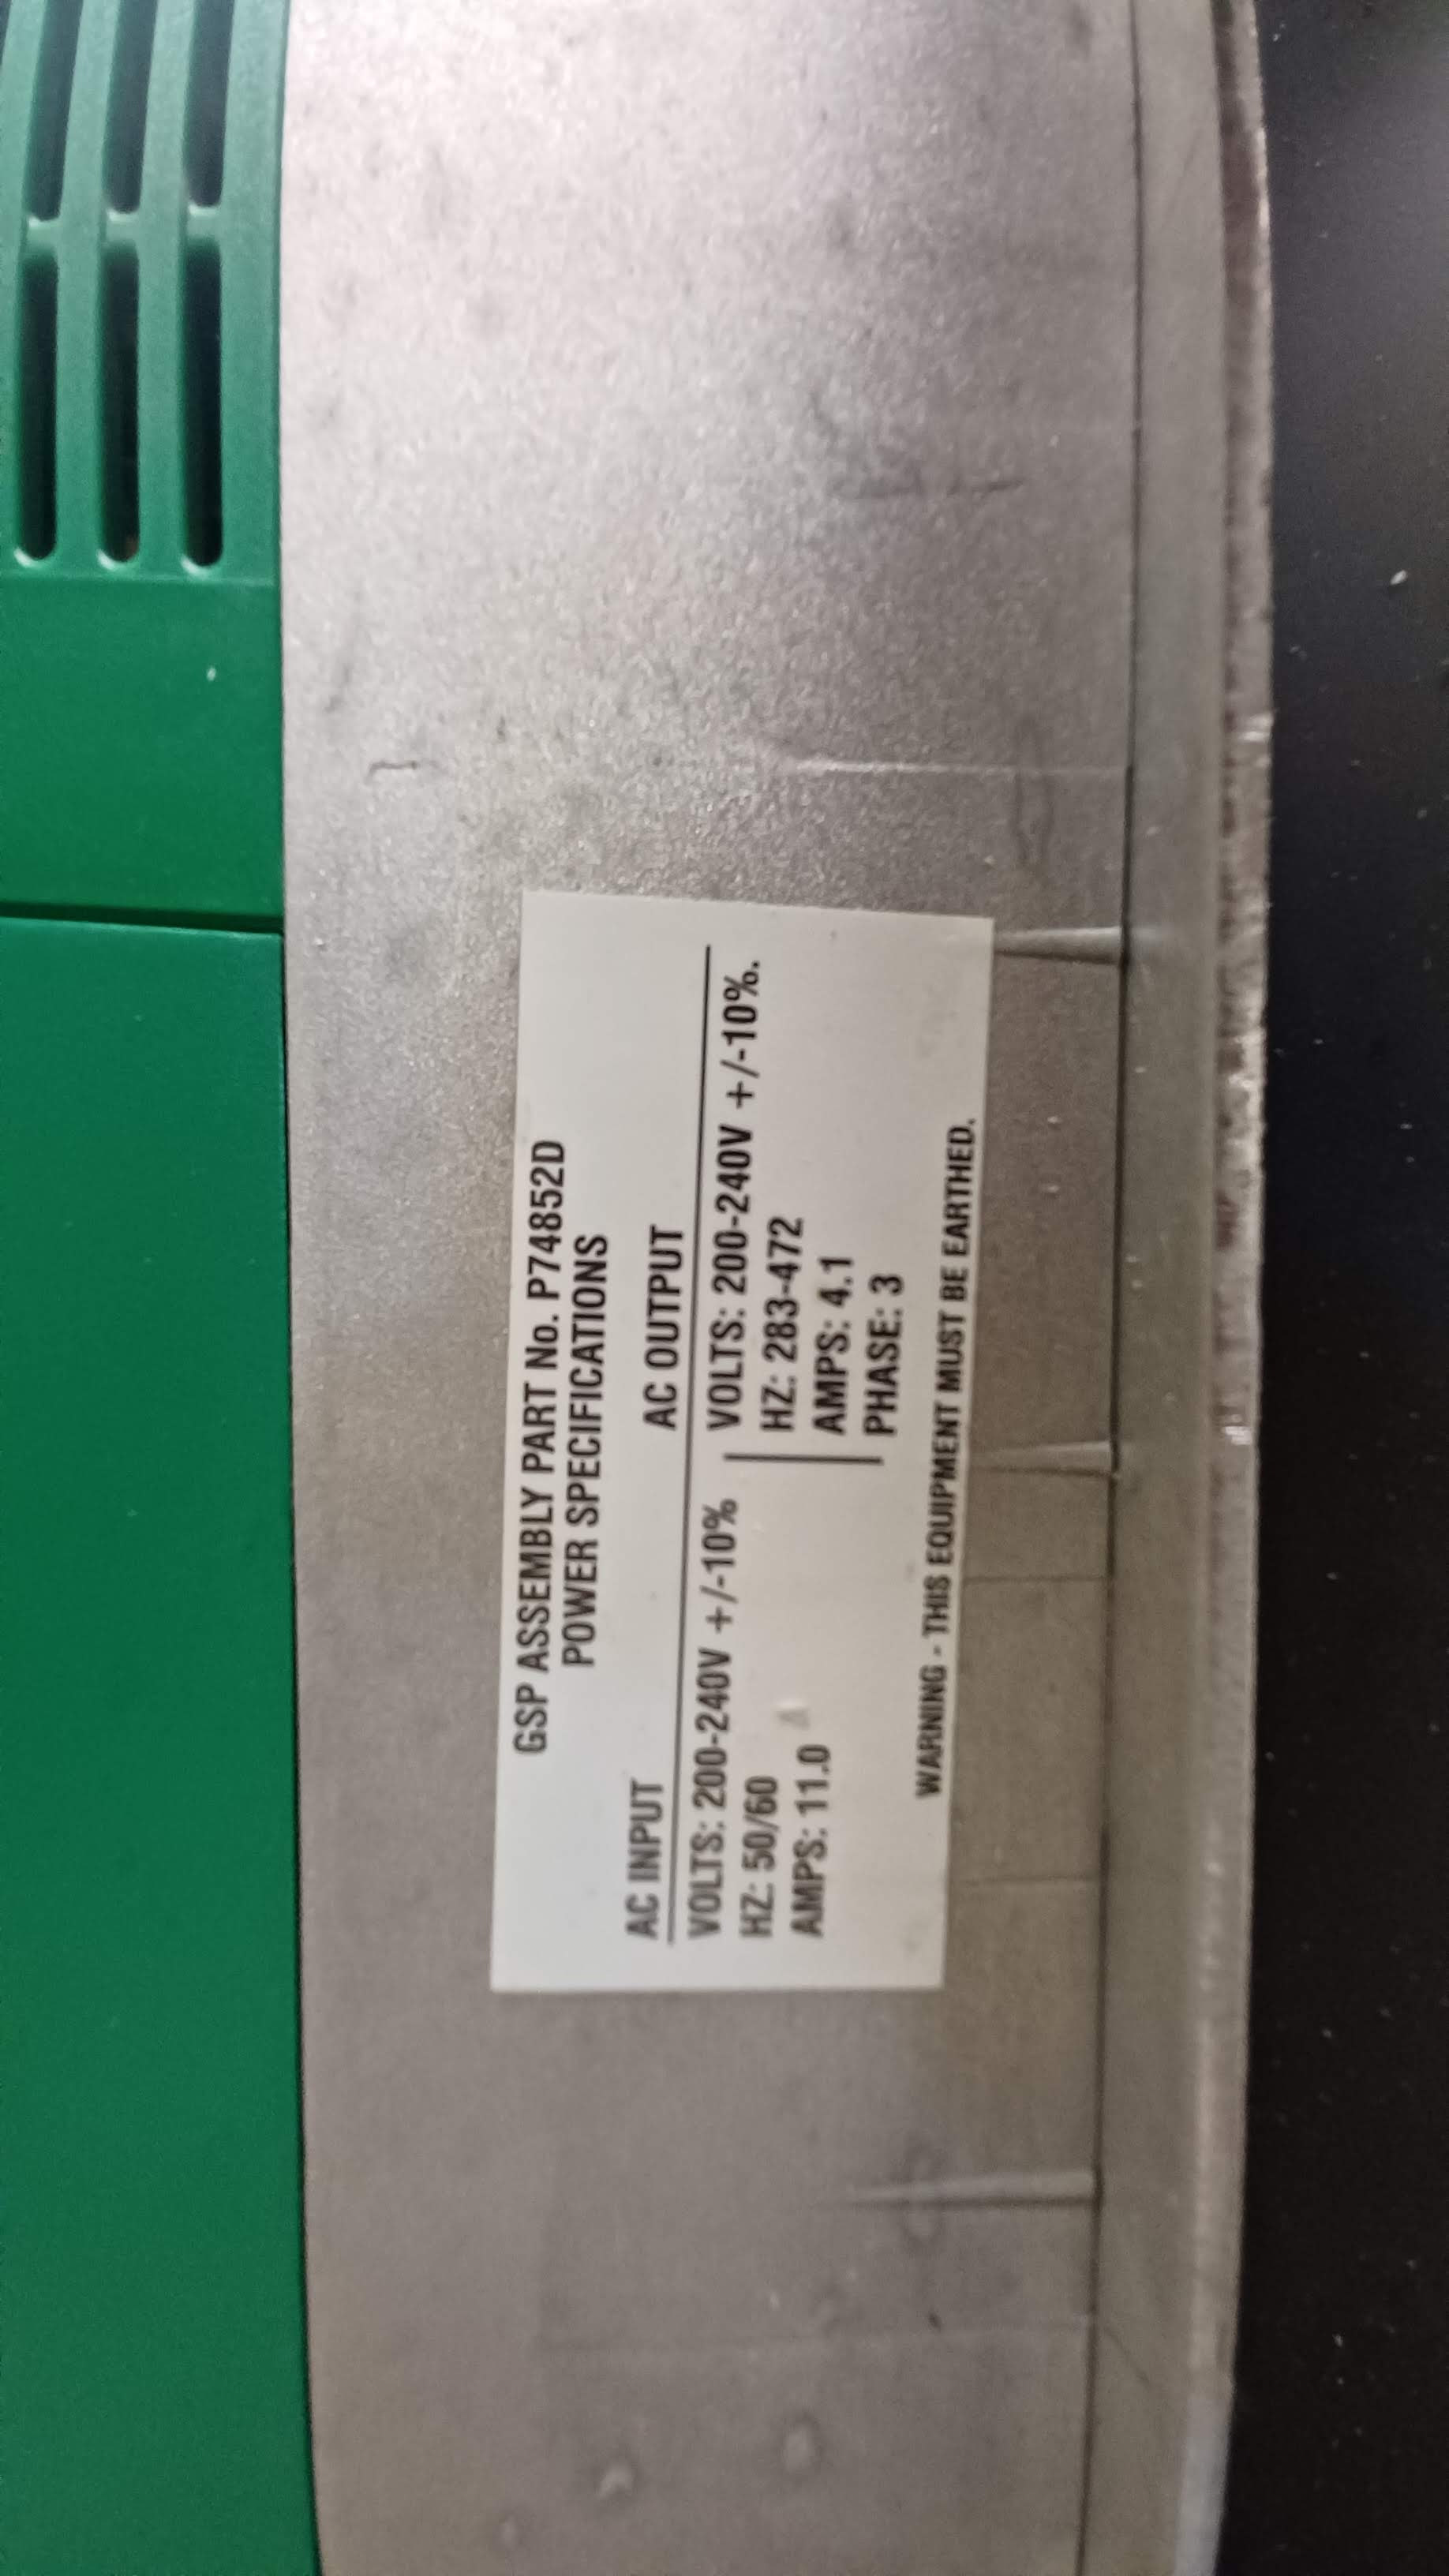 GSP ASSEMBLY PART No. P74852D
POWER SPECIFICATIONS
AC INPUT
VOLTS: 200-240V +/-10%
HZ: 50/60
AMPS: 11.0
AC OUTPUT
VOLTS: 200-240V +/-10%.
HZ: 283-472
AMPS: 4.1
PHASE: 3
WARNING - THIS EQUIPMENT MUST BE EARTHED.